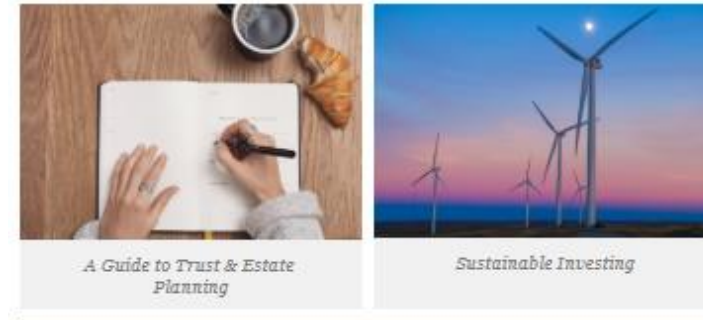 A Guide to Trust & Estate
Planning
Sustainable Investing